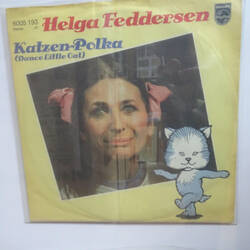 6005 193
Helga Feddersen
Katzen-Polka
(Dance Little Cat)
PHILIPS